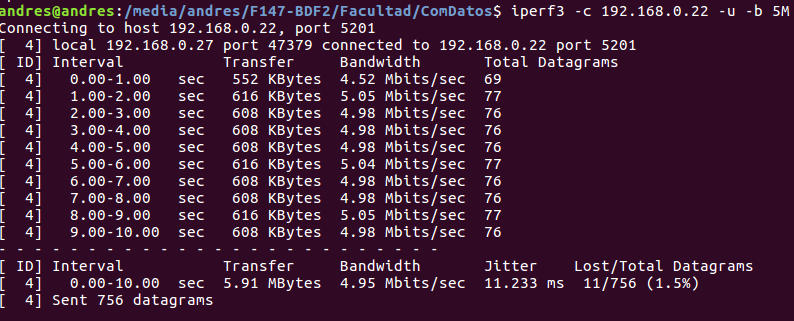 andres@andres:/media/andres/F147-BDF2/Facultad/ComDatos$ iperf3 -c 192.168.0.22 -u -b 5M
Connecting to host 192.168.0.22, port 5201
[  4] local 192.168.0.27 port 47379 connected to 192.168.0.22 port 5201
[ ID] Interval           Transfer     Bandwidth       Total Datagrams
[  4]   0.00-1.00   sec   552 KBytes  4.52 Mbits/sec  69
[  4]   1.00-2.00   sec   616 KBytes  5.05 Mbits/sec  77
[  4]   2.00-3.00   sec   608 KBytes  4.98 Mbits/sec  76
[  4]   3.00-4.00   sec   608 KBytes  4.98 Mbits/sec  76
[  4]   4.00-5.00   sec   608 KBytes  4.98 Mbits/sec  76
[  4]   5.00-6.00   sec   616 KBytes  5.04 Mbits/sec  77
[  4]   6.00-7.00   sec   608 KBytes  4.98 Mbits/sec  76
[  4]   7.00-8.00   sec   608 KBytes  4.98 Mbits/sec  76
[  4]   8.00-9.00   sec   616 KBytes  5.05 Mbits/sec  77
[  4]   9.00-10.00  sec   608 KBytes  4.98 Mbits/sec  76
- - - - - - - - - - - - - - - - - - - - - - - - -
[ ID] Interval           Transfer     Bandwidth       Jitter    Lost/Total Datagrams
[  4]   0.00-10.00  sec  5.91 MBytes  4.95 Mbits/sec  11.233 ms  11/756 (1.5%)
[  4] Sent 756 datagrams